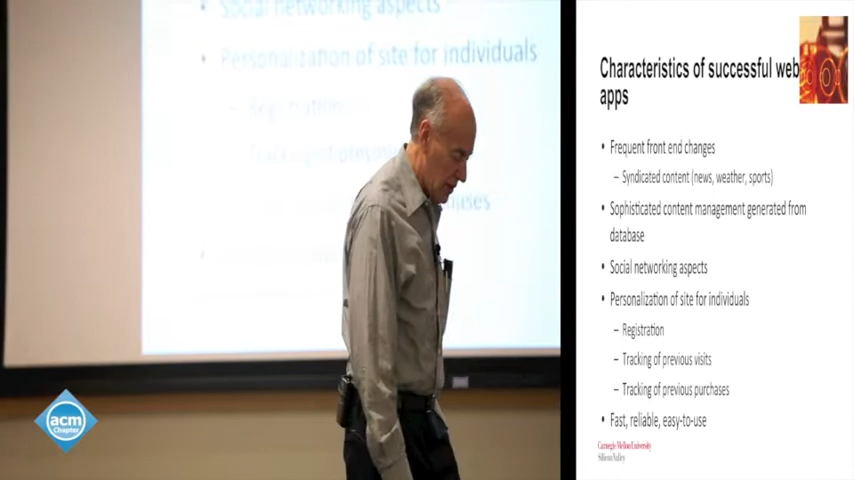 Social networking aspects
Personalization of site for individuals
Registration
acm
Chapter
Characteristics of successful web
apps
• Frequent front end changes
– Syndicated content (news, weather, sports)
• Sophisticated content management generated from
database
• Social networking aspects
• Personalization of site for individuals
– Registration
– Tracking of previous visits
– Tracking of previous purchases
• Fast, reliable, easy-to-use
Carnegie Mellon University
Silicon Valley